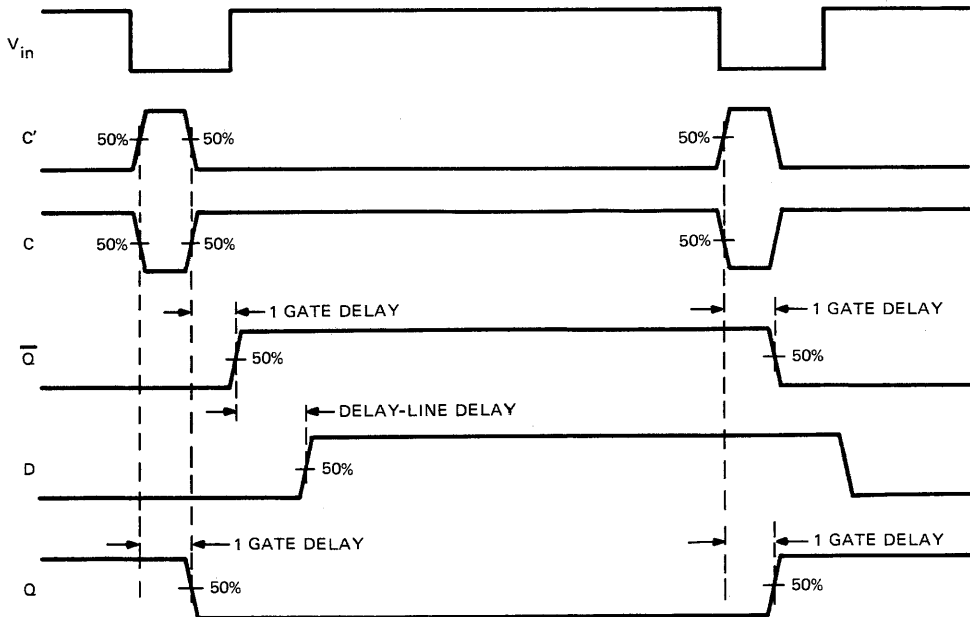 V_in
C'
50% 50% 50%
C
50% 50% 50%
1 GATE DELAY 1 GATE DELAY
Q̅
50% 50%
DELAY-LINE DELAY
D
50%
1 GATE DELAY 1 GATE DELAY
Q
50% 50%